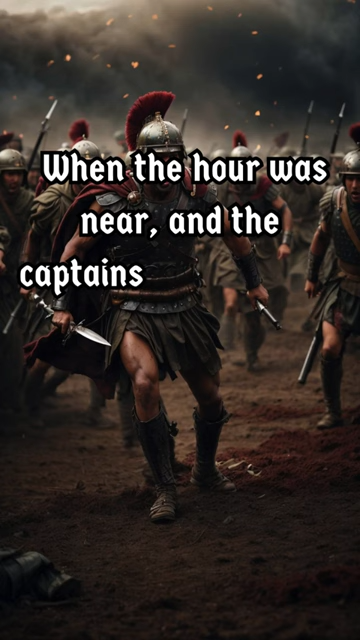 When the hour was
near, and the
captains